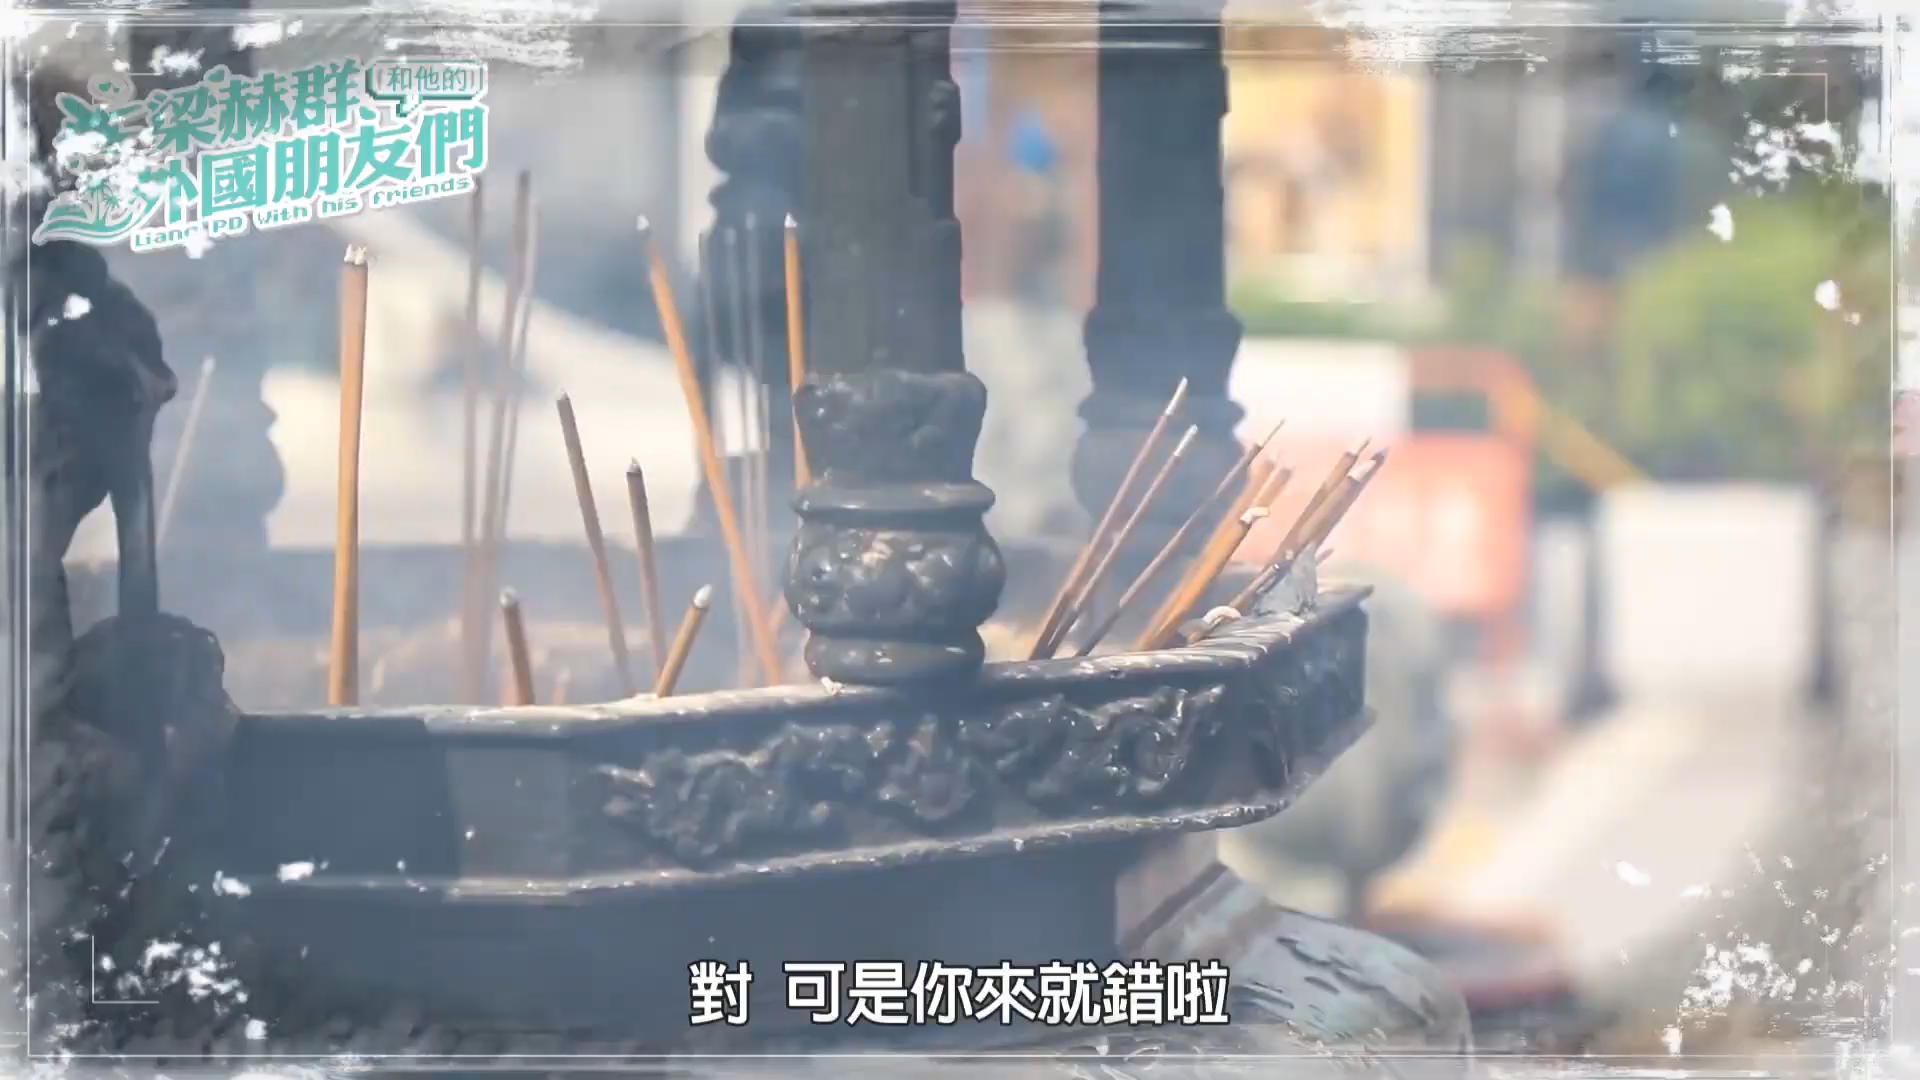 梁赫群
和他的
外國朋友們
Liang PD with his friends
對 可是你來就錯啦